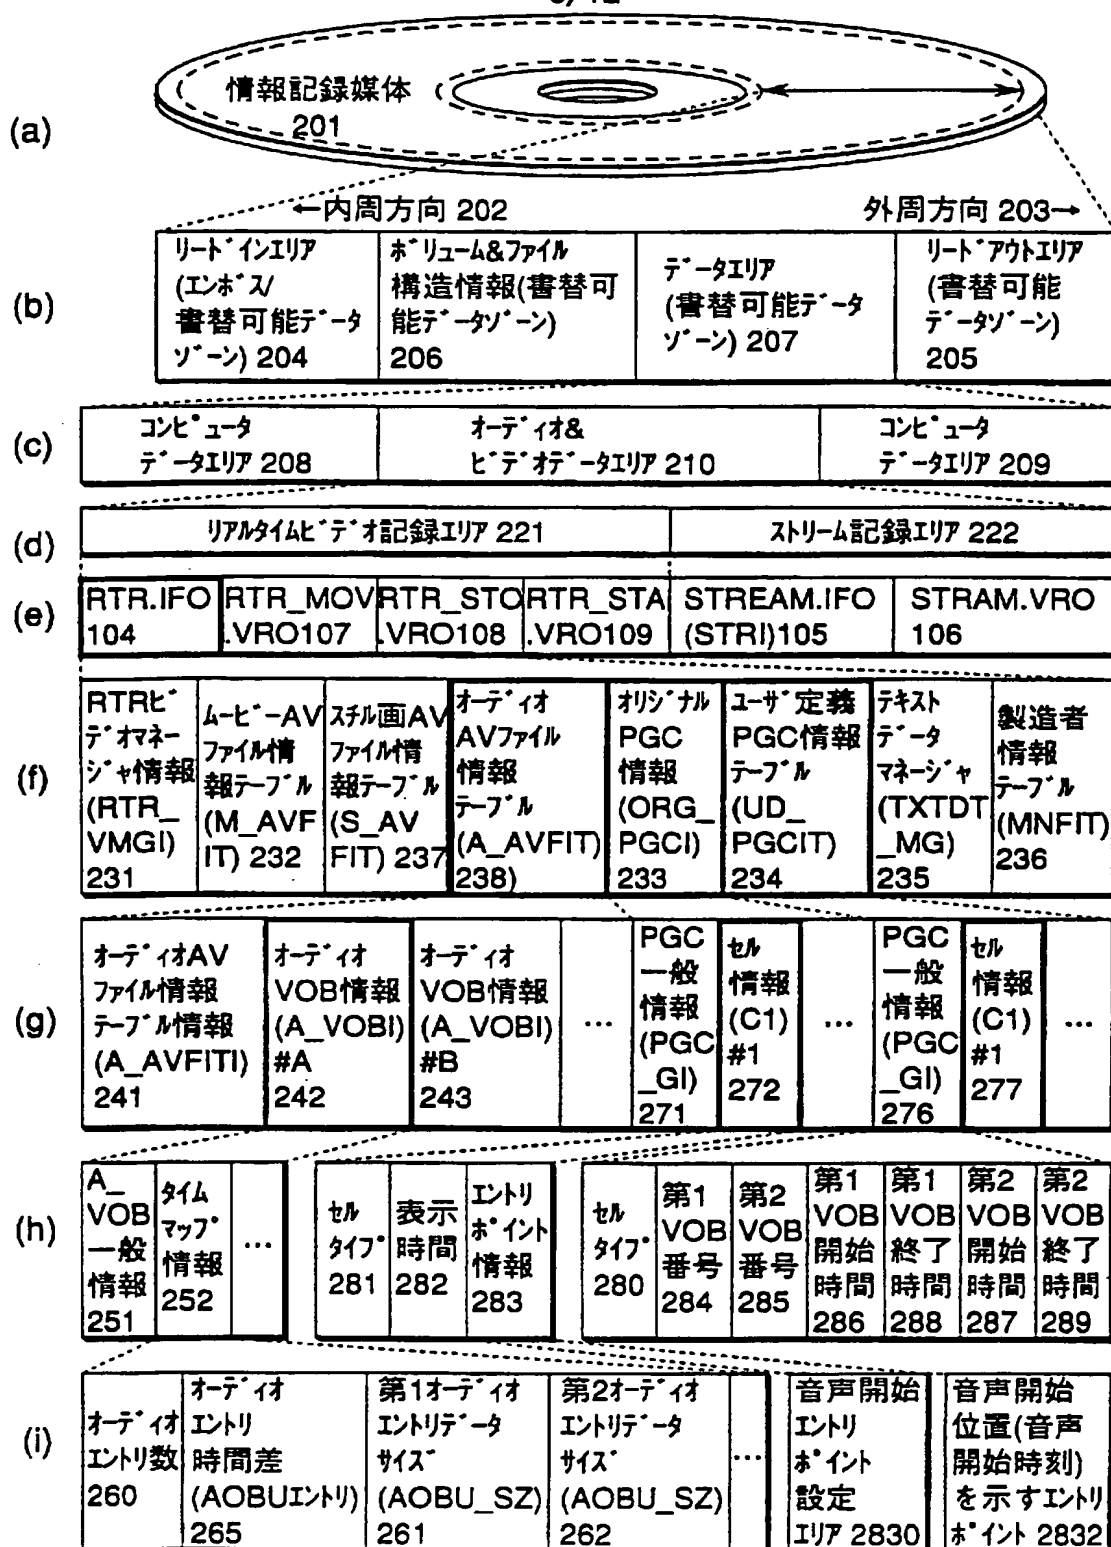 (a)
情報記録媒体
201
←内周方向 202
外周方向 203→
(b)
リードインエリア
(エンボス/
書替可能データ
ゾーン) 204
ボリューム&ファイル
構造情報(書替可
能データゾーン)
206
データエリア
(書替可能データ
ゾーン) 207
リードアウトエリア
(書替可能
データゾーン)
205
(c)
コンピュータ
データエリア 208
オーディオ&
ビデオデータエリア 210
コンピュータ
データエリア 209
(d)
リアルタイムビデオ記録エリア 221
ストリーム記録エリア 222
(e)
RTR.IFO
104
RTR_MOV
.VRO107
RTR_STO
.VRO108
RTR_STA
.VRO109
STREAM.IFO
(STRI)105
STRAM.VRO
106
(f)
RTRビ
デオマネー
ジャ情報
(RTR_
VMGI)
231
ムービーAV
ファイル情
報テーブル
(M_AVF
IT) 232
スチル画AV
ファイル情
報テーブル
(S_AV
FIT) 237
オーディオ
AVファイル
情報
テーブル
(A_AVFIT)
238)
オリジナル
PGC
情報
(ORG_
PGCI)
233
ユーザ定義
PGC情報
テーブル
(UD_
PGCIT)
234
テキスト
データ
マネージャ
(TXTDT
_MG)
235
製造者
情報
テーブル
(MNFIT)
236
(g)
オーディオAV
ファイル情報
テーブル情報
(A_AVFITI)
241
オーディオ
VOB情報
(A_VOBI)
#A
242
オーディオ
VOB情報
(A_VOBI)
#B
243
…
PGC
一般
情報
(PGC
_GI)
271
セル
情報
(C1)
#1
272
…
PGC
一般
情報
(PGC
_GI)
276
セル
情報
(C1)
#1
277
…
(h)
A_
VOB
一般
情報
251
タイム
マップ
情報
252
…
セル
タイプ
281
表示
時間
282
エントリ
ポイント
情報
283
セル
タイプ
280
第1
VOB
番号
284
第2
VOB
番号
285
第1
VOB
開始
時間
286
第1
VOB
終了
時間
288
第2
VOB
開始
時間
287
第2
VOB
終了
時間
289
(i)
オーディオ
エントリ数
260
オーディオ
エントリ
時間差
(AOBUエントリ)
265
第1オーディオ
エントリデータ
サイズ
(AOBU_SZ)
261
第2オーディオ
エントリデータ
サイズ
(AOBU_SZ)
262
…
音声開始
エントリ
ポイント
設定
エリア 2830
音声開始
位置(音声
開始時刻)
を示すエントリ
ポイント 2832